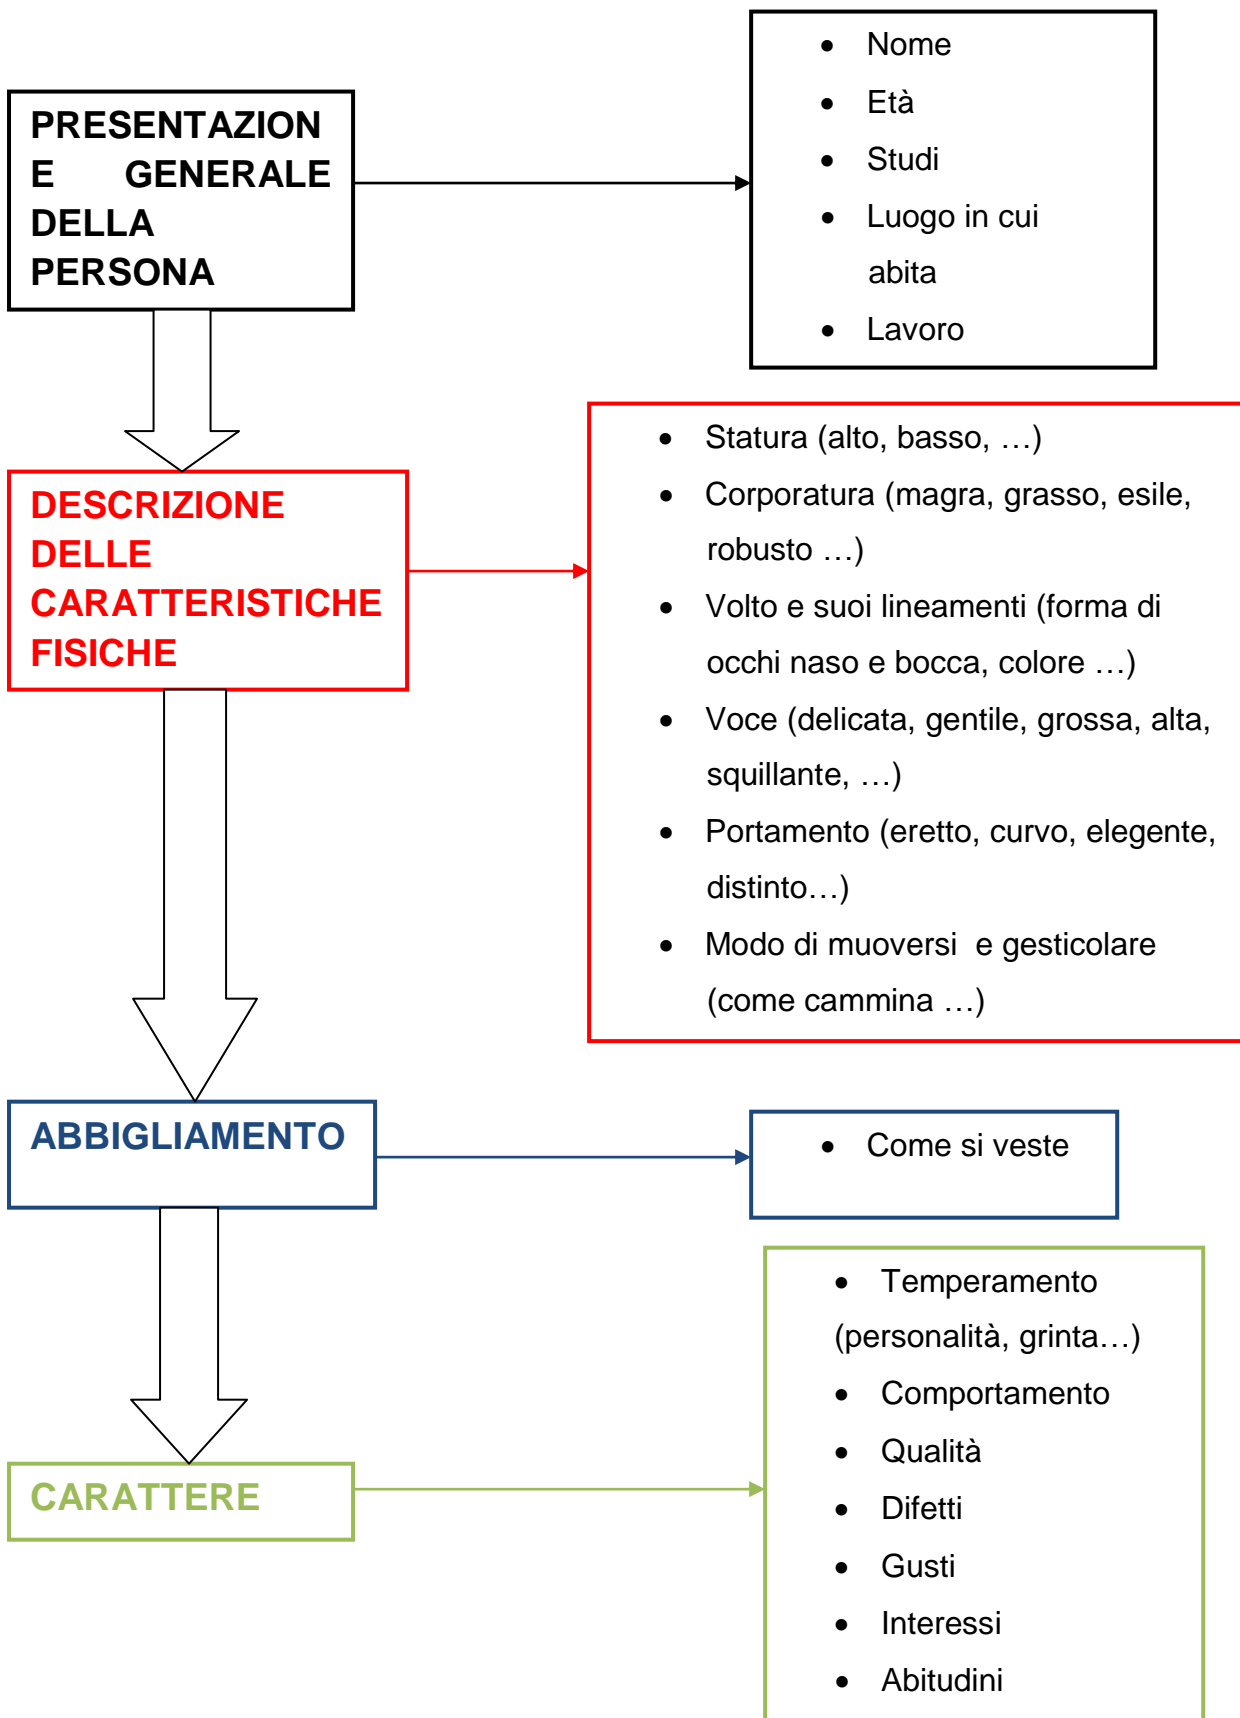 PRESENTAZION
E GENERALE
DELLA
PERSONA
• Nome
• Età
• Studi
• Luogo in cui
abita
• Lavoro
DESCRIZIONE
DELLE
CARATTERISTICHE
FISICHE
• Statura (alto, basso, …)
• Corporatura (magra, grasso, esile,
robusto …)
• Volto e suoi lineamenti (forma di
occhi naso e bocca, colore …)
• Voce (delicata, gentile, grossa, alta,
squillante, …)
• Portamento (eretto, curvo, elegente,
distinto…)
• Modo di muoversi e gesticolare
(come cammina …)
ABBIGLIAMENTO
• Come si veste
CARATTERE
• Temperamento
(personalità, grinta…)
• Comportamento
• Qualità
• Difetti
• Gusti
• Interessi
• Abitudini